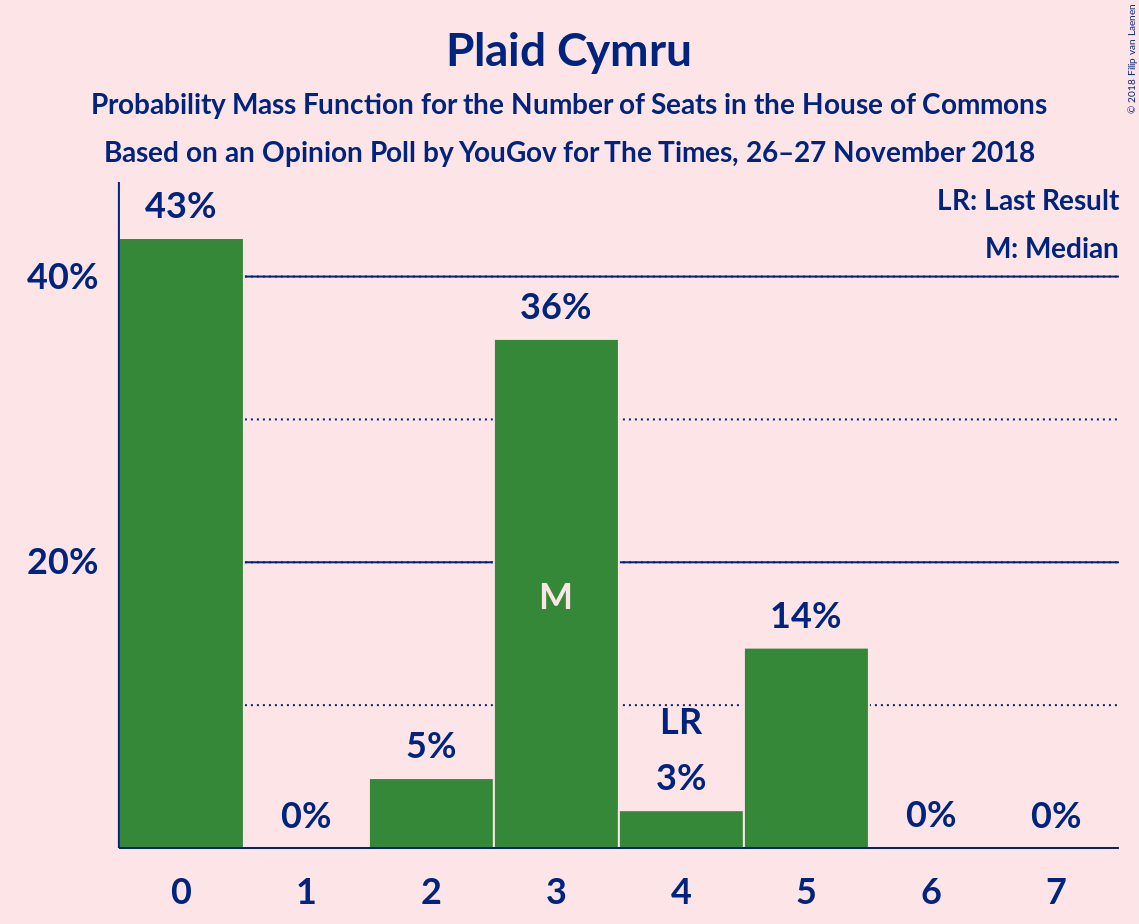 Plaid Cymru
Probability Mass Function for the Number of Seats in the House of Commons
Based on an Opinion Poll by YouGov for The Times, 26–27 November 2018
© 2018 Filip van Laenen
LR: Last Result
M: Median
43%
40%
36%
20%
M
14%
LR
5%
3%
0%
0%
0%
0 1 2 3 4 5 6 7